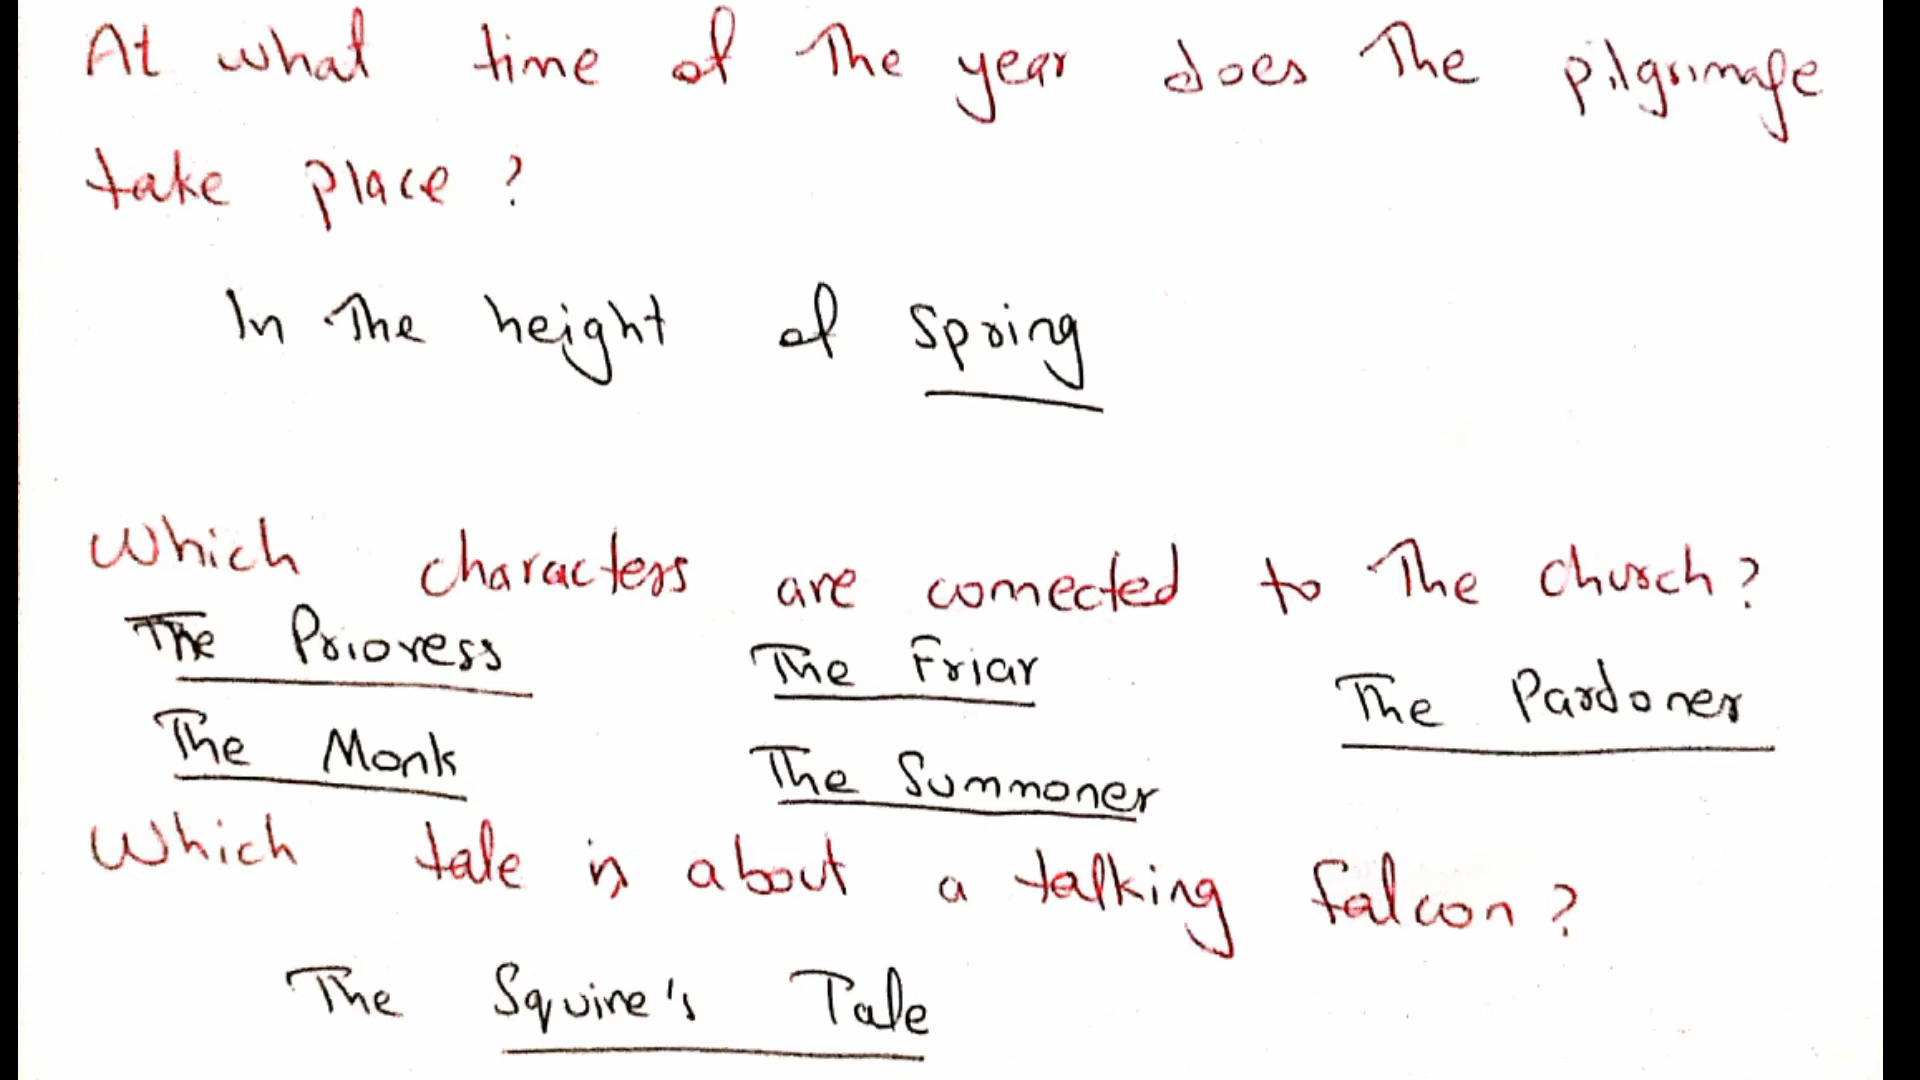 At what time of the year does the pilgrimage
take place?
In the height of spring
Which characters are connected to the church?
The Prioress The Friar The Pardoner
The Monk The Summoner
Which tale is about a talking falcon?
The Squire's Tale